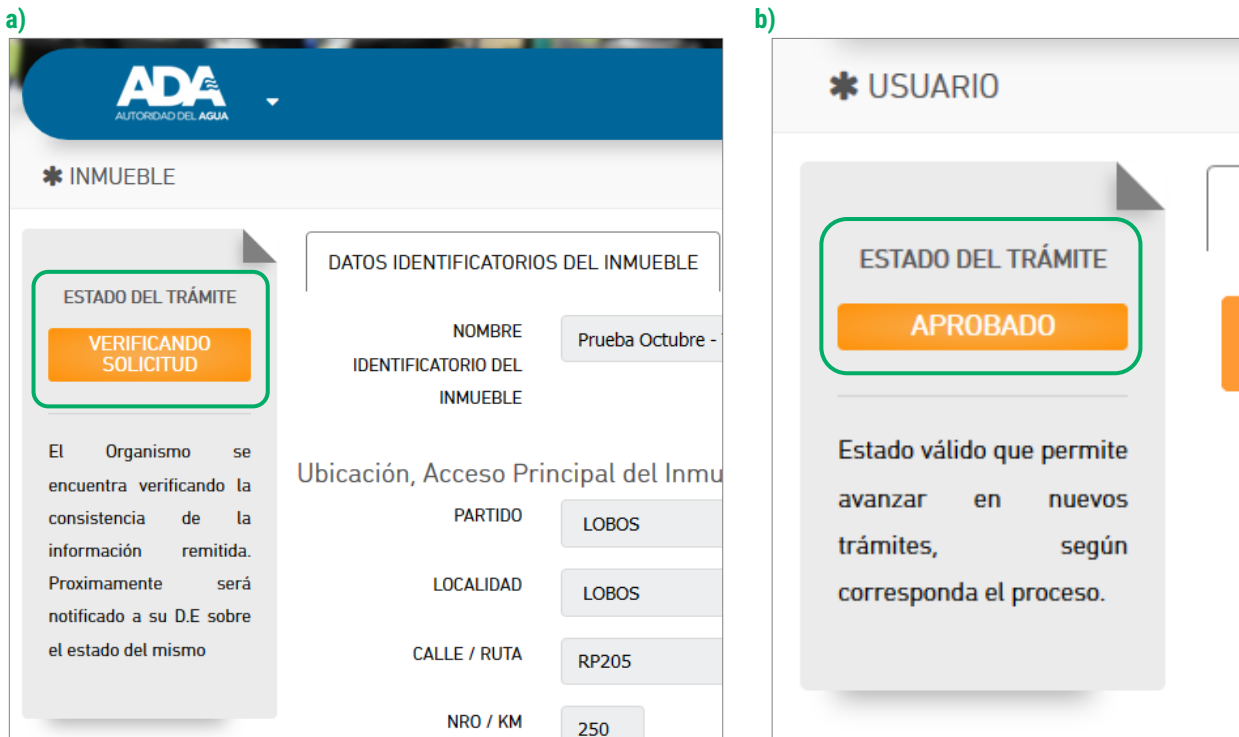 a)
ADA
AUTORIDAD DEL AGUA
✱ INMUEBLE
ESTADO DEL TRÁMITE
VERIFICANDO
SOLICITUD
El Organismo se
encuentra verificando la
consistencia de la
información remitida.
Proximamente será
notificado a su D.E sobre
el estado del mismo
DATOS IDENTIFICATORIOS DEL INMUEBLE
NOMBRE
IDENTIFICATORIO DEL
INMUEBLE
Prueba Octubre -
Ubicación, Acceso Principal del Inmu
PARTIDO
LOBOS
LOCALIDAD
LOBOS
CALLE / RUTA
RP205
NRO / KM
250
b)
✱ USUARIO
ESTADO DEL TRÁMITE
APROBADO
Estado válido que permite
avanzar en nuevos
trámites, según
corresponda el proceso.